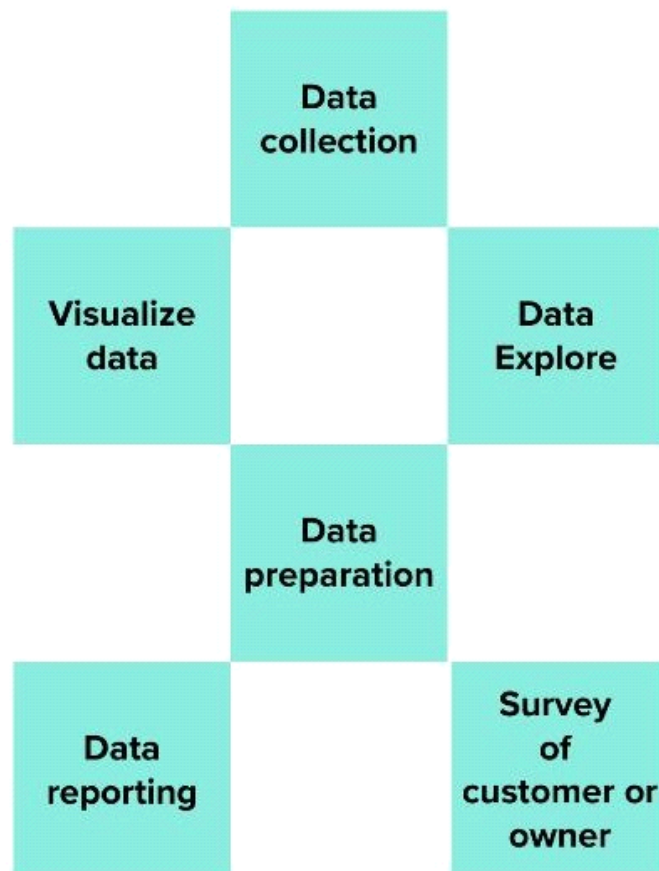 Data
collection
Visualize
data
Data
Explore
Data
preparation
Data
reporting
Survey
of
customer or
owner